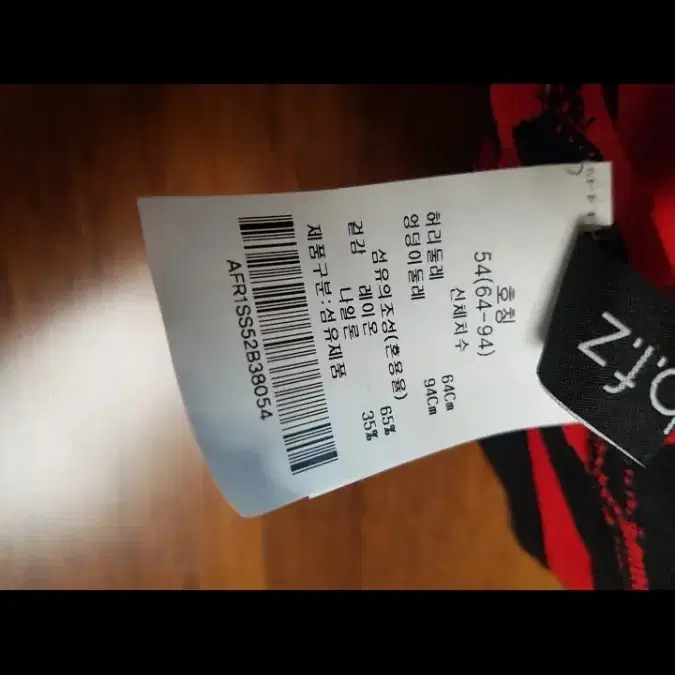 호칭
54(64-94)
신체치수
허리둘레 64Cm
엉덩이둘레 94Cm
섬유의조성(혼용율)
겉감 레이온 65%
나일론 35%
제품구분:섬유제품
AFR1SS52B38054
b.f.z